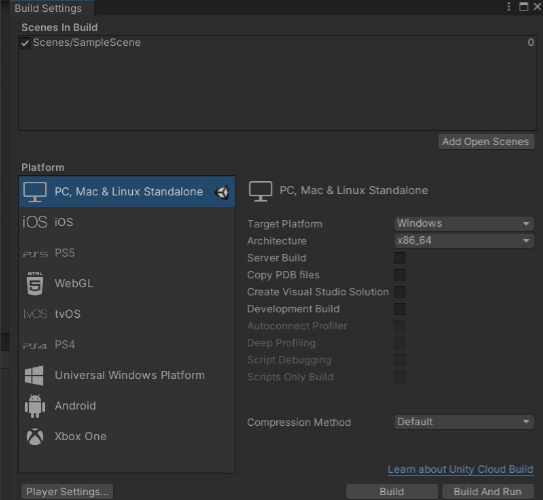 Build Settings
Scenes In Build
Scenes/SampleScene 0
Add Open Scenes
Platform
PC, Mac & Linux Standalone
iOS iOS
PS5 PS5
HTML 5 WebGL
tvOS tvOS
PS4 PS4
Universal Windows Platform
Android
Xbox One
PC, Mac & Linux Standalone
Target Platform Windows
Architecture x86_64
Server Build
Copy PDB files
Create Visual Studio Solution
Development Build
Autoconnect Profiler
Deep Profiling
Script Debugging
Scripts Only Build
Compression Method Default
Learn about Unity Cloud Build
Player Settings... Build Build And Run